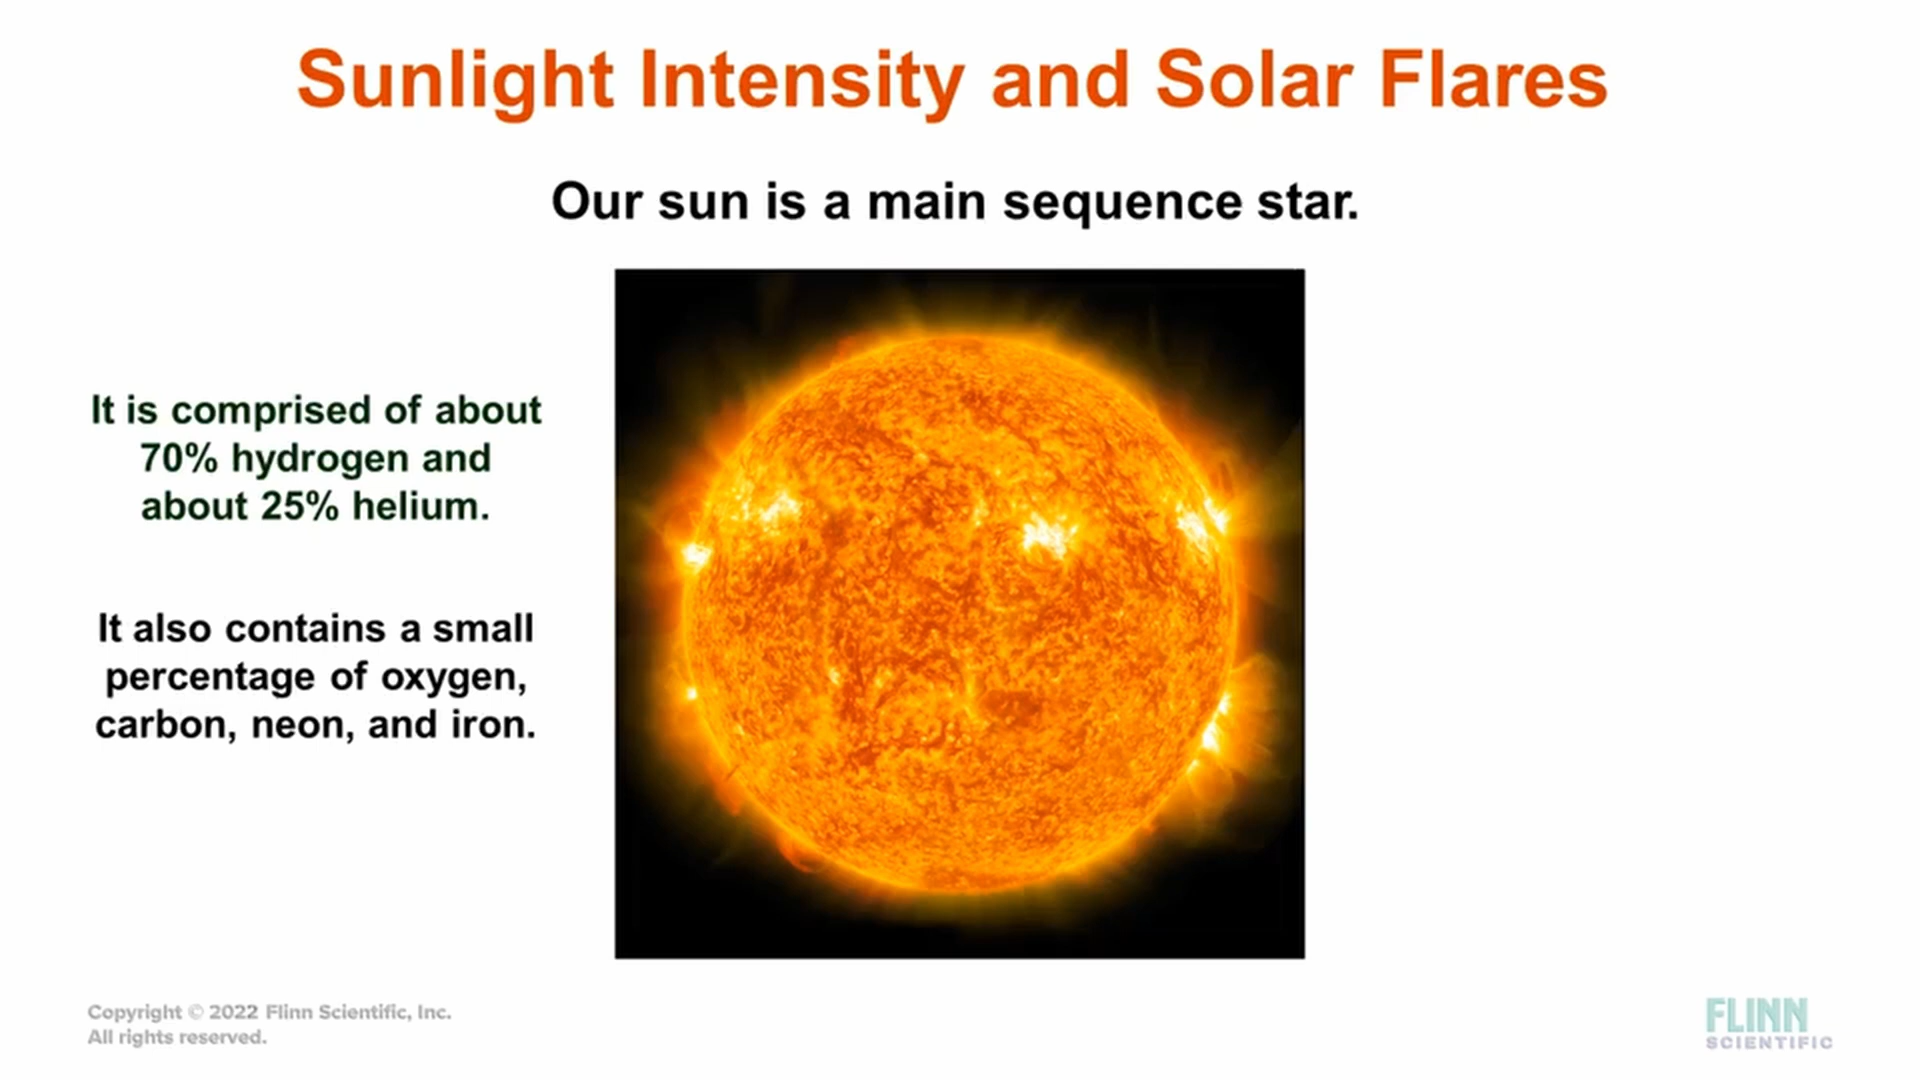 Sunlight Intensity and Solar Flares
Our sun is a main sequence star.
It is comprised of about
70% hydrogen and
about 25% helium.
It also contains a small
percentage of oxygen,
carbon, neon, and iron.
Copyright © 2022 Flinn Scientific, Inc.
All rights reserved.
FLINN
SCIENTIFIC